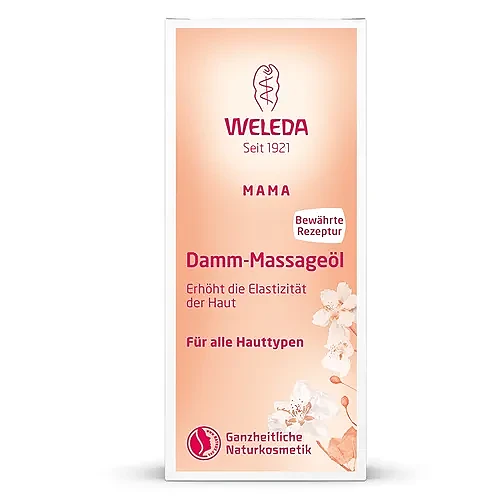 WELEDA
Seit 1921
MAMA
Bewährte
Rezeptur
Damm-Massageöl
Erhöht die Elastizität
der Haut
Für alle Hauttypen
Ganzheitliche
Naturkosmetik